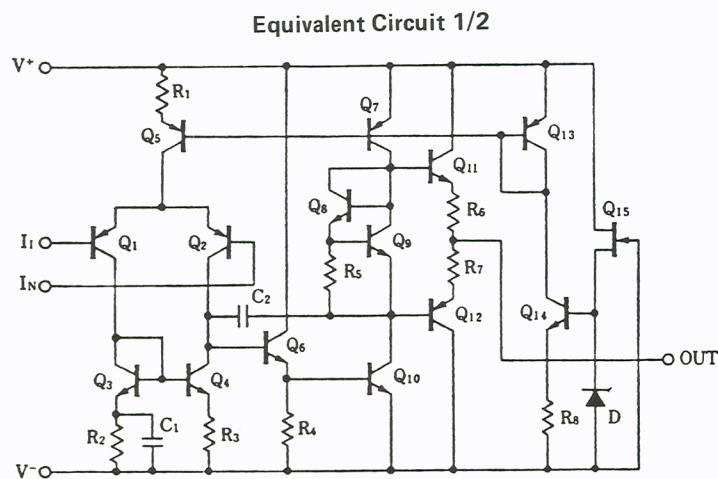 Equivalent Circuit 1/2
V+
R1
Q7
Q5
Q13
Q11
Q8
Q15
R6
II
Q1
Q2
Q9
R5
R7
IN
C2
Q12
Q14
Q6
OUT
Q3
Q4
Q10
R2
C1
R3
R4
R8
D
V-